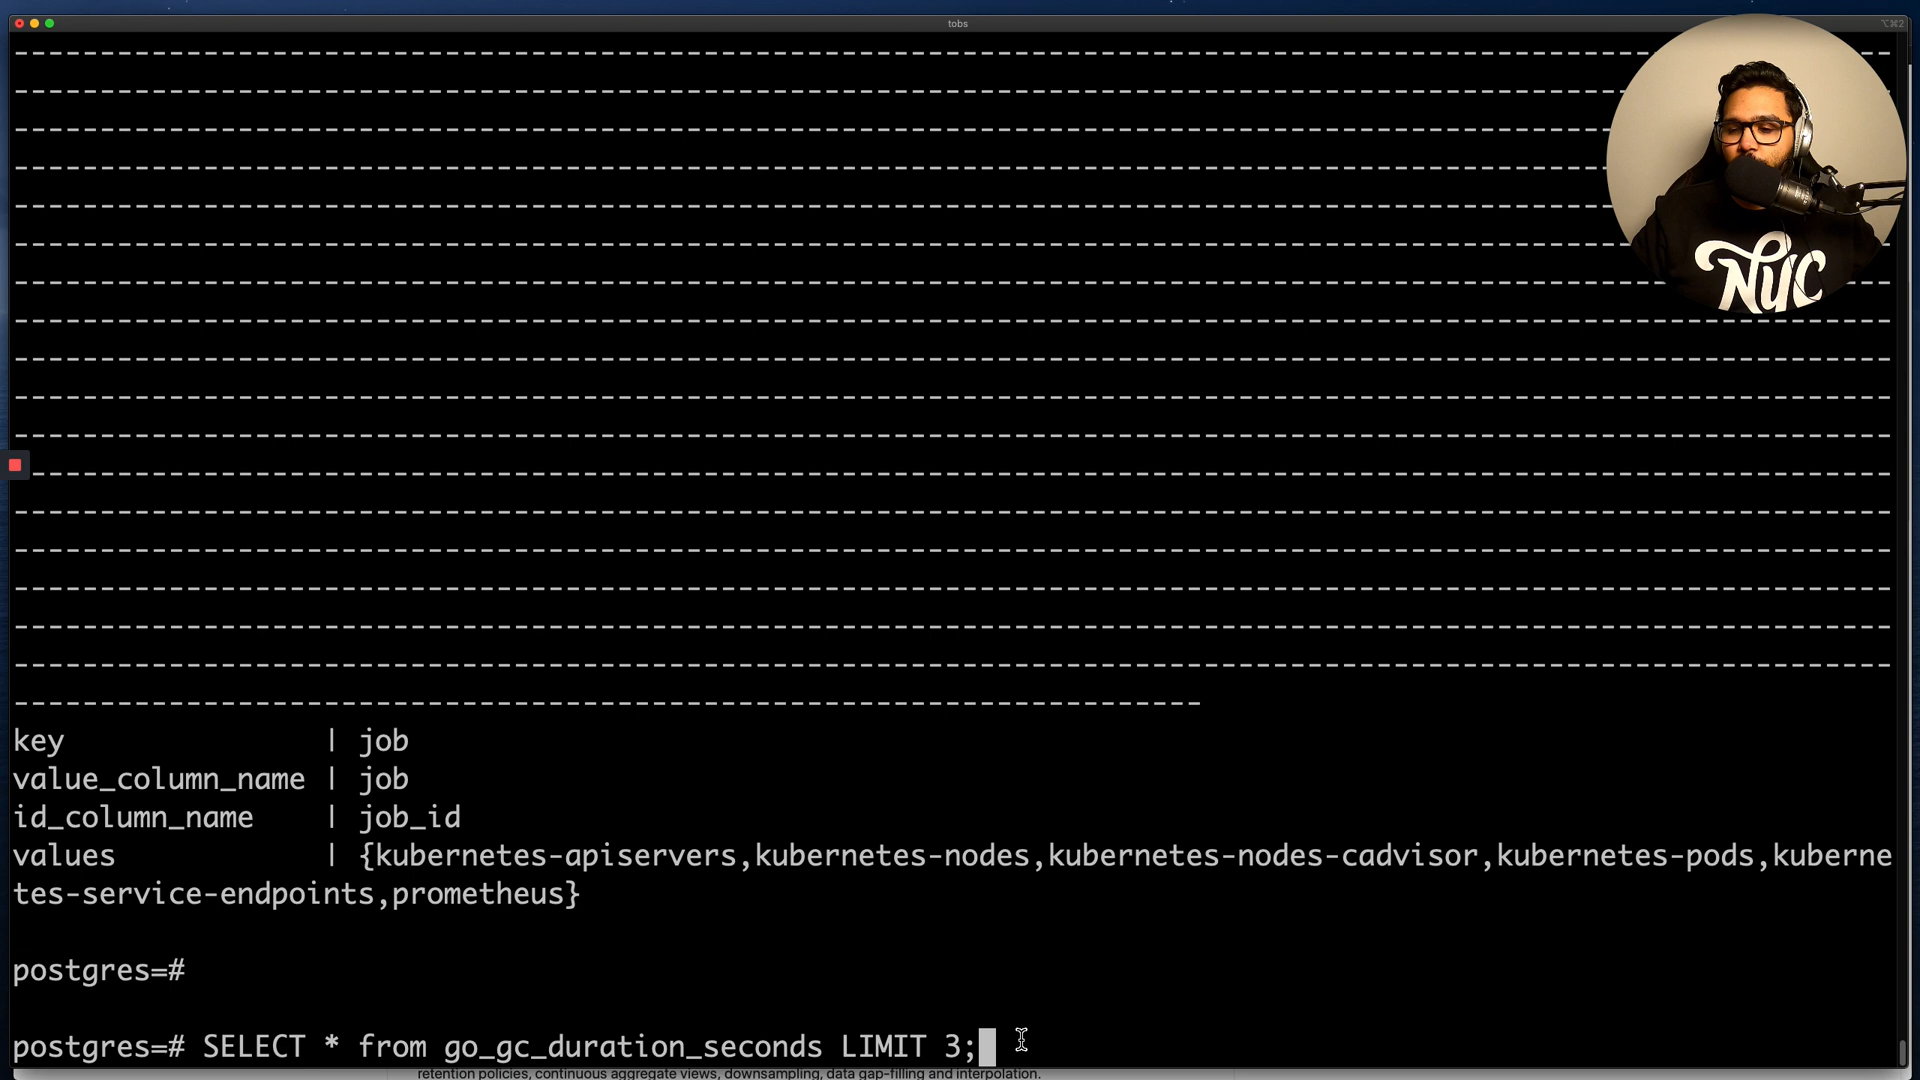 tobs
⌥⌘2
NYC
key | job
value_column_name | job
id_column_name | job_id
values | {kubernetes-apiservers,kubernetes-nodes,kubernetes-nodes-cadvisor,kubernetes-pods,kuberne
tes-service-endpoints,prometheus}
postgres=#
postgres=# SELECT * from go_gc_duration_seconds LIMIT 3;
retention policies, continuous aggregate views, downsampling, data gap-filling and interpolation.